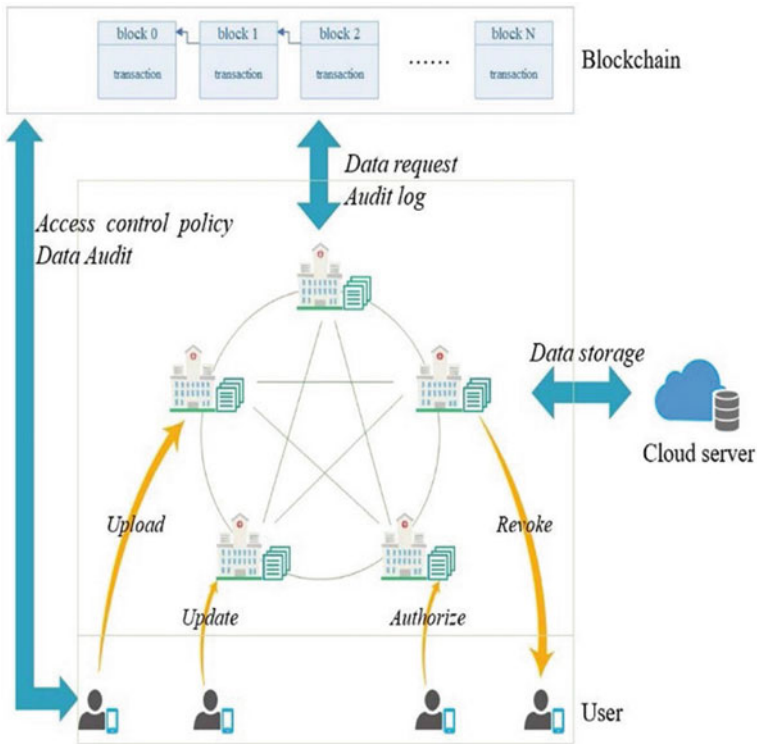 block 0
block 1
block 2
block N
transaction
transaction
transaction
......
transaction
Blockchain
Data request
Audit log
Access control policy
Data Audit
Data storage
Cloud server
Upload
Revoke
Update
Authorize
User